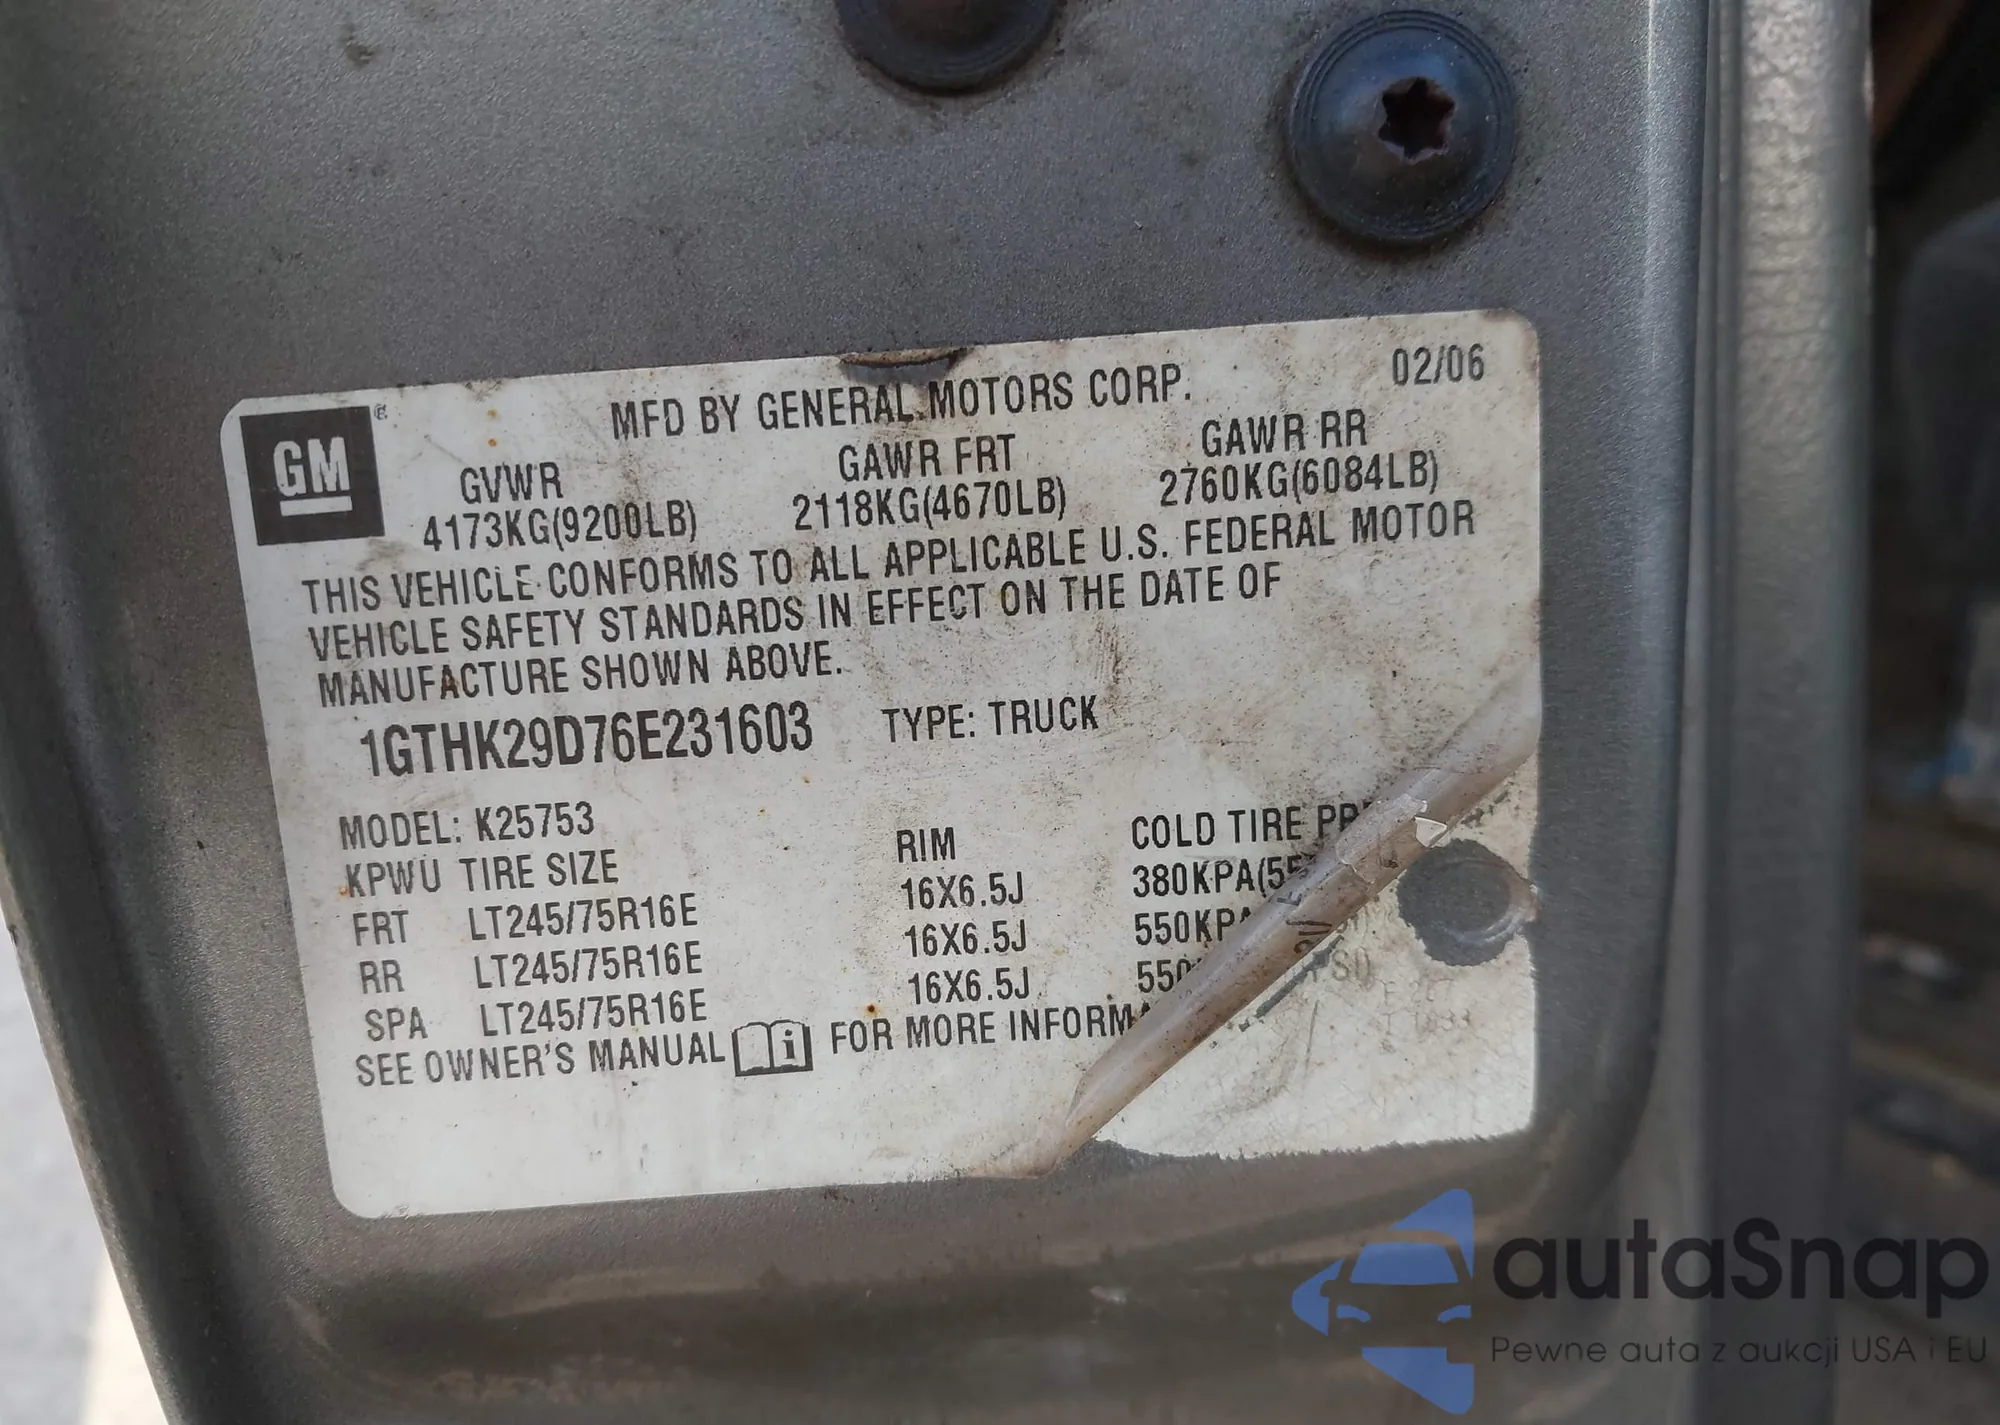 02/06
MFD BY GENERAL MOTORS CORP.
GM
GVWR GAWR FRT GAWR RR
4173KG(9200LB) 2118KG(4670LB) 2760KG(6084LB)
THIS VEHICLE CONFORMS TO ALL APPLICABLE U.S. FEDERAL MOTOR
VEHICLE SAFETY STANDARDS IN EFFECT ON THE DATE OF
MANUFACTURE SHOWN ABOVE.
1GTHK29D76E231603 TYPE: TRUCK
MODEL: K25753
KPWU TIRE SIZE RIM COLD TIRE
FRT LT245/75R16E 16X6.5J 380KPA(55
RR LT245/75R16E 16X6.5J 550KPA
SPA LT245/75R16E 16X6.5J 550
SEE OWNER'S MANUAL i FOR MORE INFORM
autaSnap
Pewne auta z aukcji USA i EU